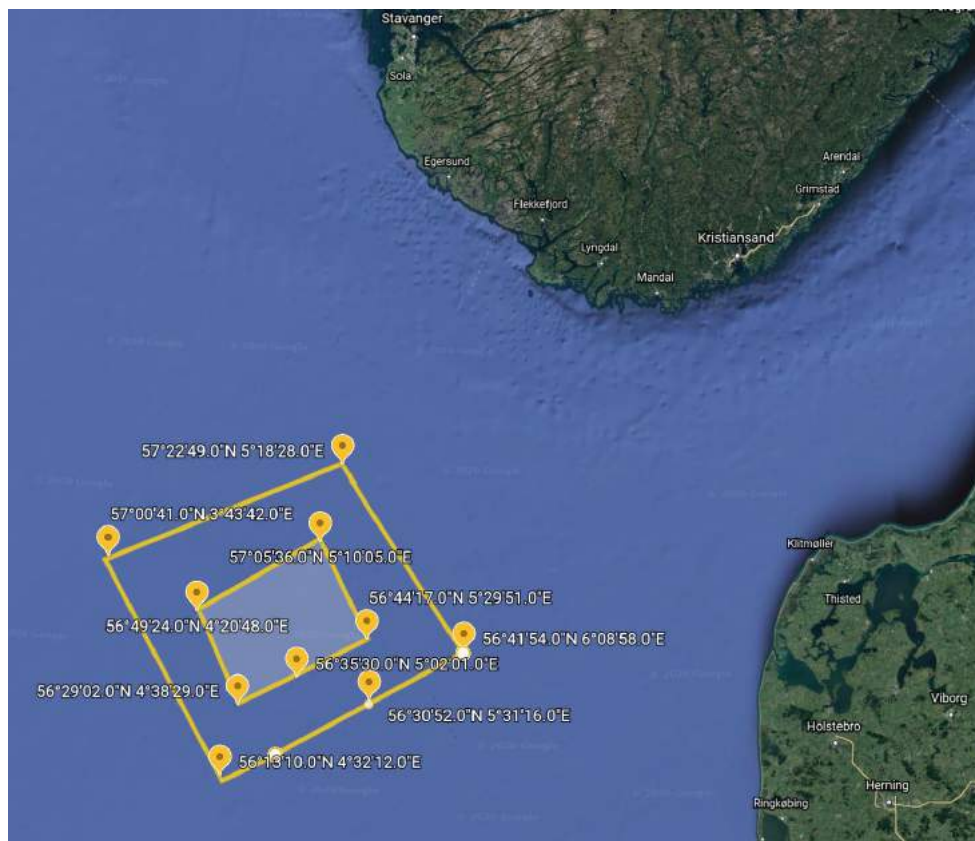 Stavanger
Sola
Egersund
Arendal
Grimstad
Flekkefjord
Kristiansand
Lyngdal
Mandal
57°22'49.0"N 5°18'28.0"E
57°00'41.0"N 3°43'42.0"E
57°05'36.0"N 5°10'05.0"E
Klitmøller
56°44'17.0"N 5°29'51.0"E
Thisted
56°49'24.0"N 4°20'48.0"E
56°41'54.0"N 6°08'58.0"E
56°35'30.0"N 5°02'01.0"E
56°29'02.0"N 4°38'29.0"E
Viborg
56°30'52.0"N 5°31'16.0"E
Holstebro
56°13'10.0"N 4°32'12.0"E
Herning
Ringkøbing